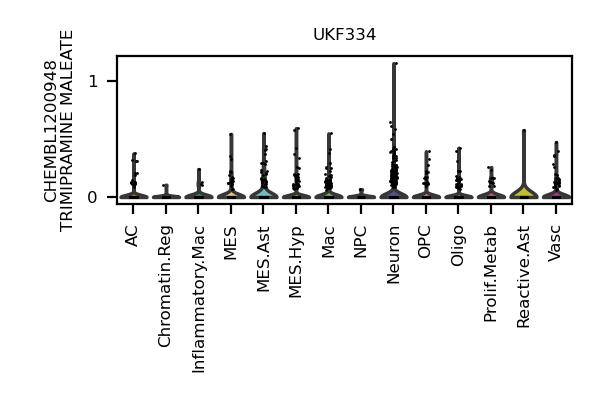 UKF334
CHEMBL1200948
TRIMIPRAMINE MALEATE
1
0
AC
Chromatin.Reg
Inflammatory.Mac
MES
MES.Ast
MES.Hyp
Mac
NPC
Neuron
OPC
Oligo
Prolif.Metab
Reactive.Ast
Vasc